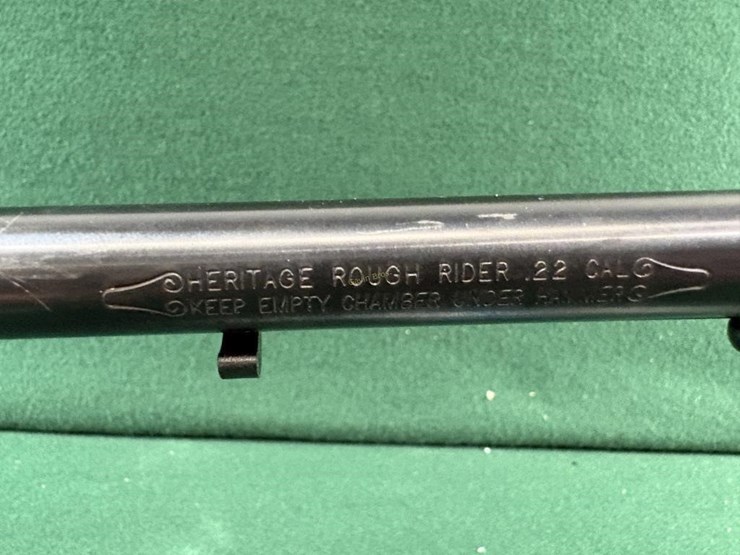 HERITAGE ROUGH RIDER .22 CAL
KEEP EMPTY CHAMBER UNDER HAMMER